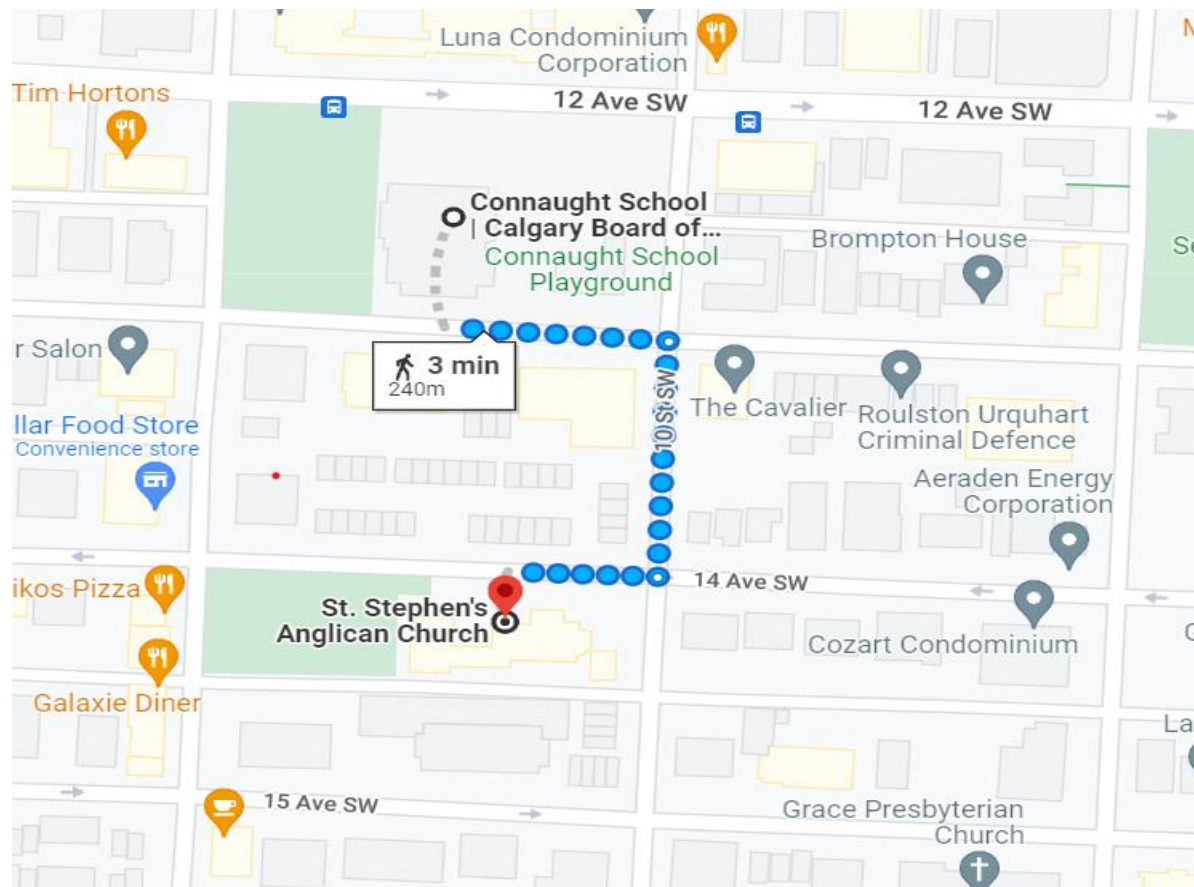 Luna Condominium
Corporation
Tim Hortons
12 Ave SW
12 Ave SW
Connaught School
| Calgary Board of...
Connaught School
Playground
Brompton House
r Salon
3 min
240m
10 St SW
The Cavalier
Roulston Urquhart
Criminal Defence
llar Food Store
Convenience store
Aeraden Energy
Corporation
ikos Pizza
14 Ave SW
St. Stephen's
Anglican Church
Cozart Condominium
Galaxie Diner
La
15 Ave SW
Grace Presbyterian
Church